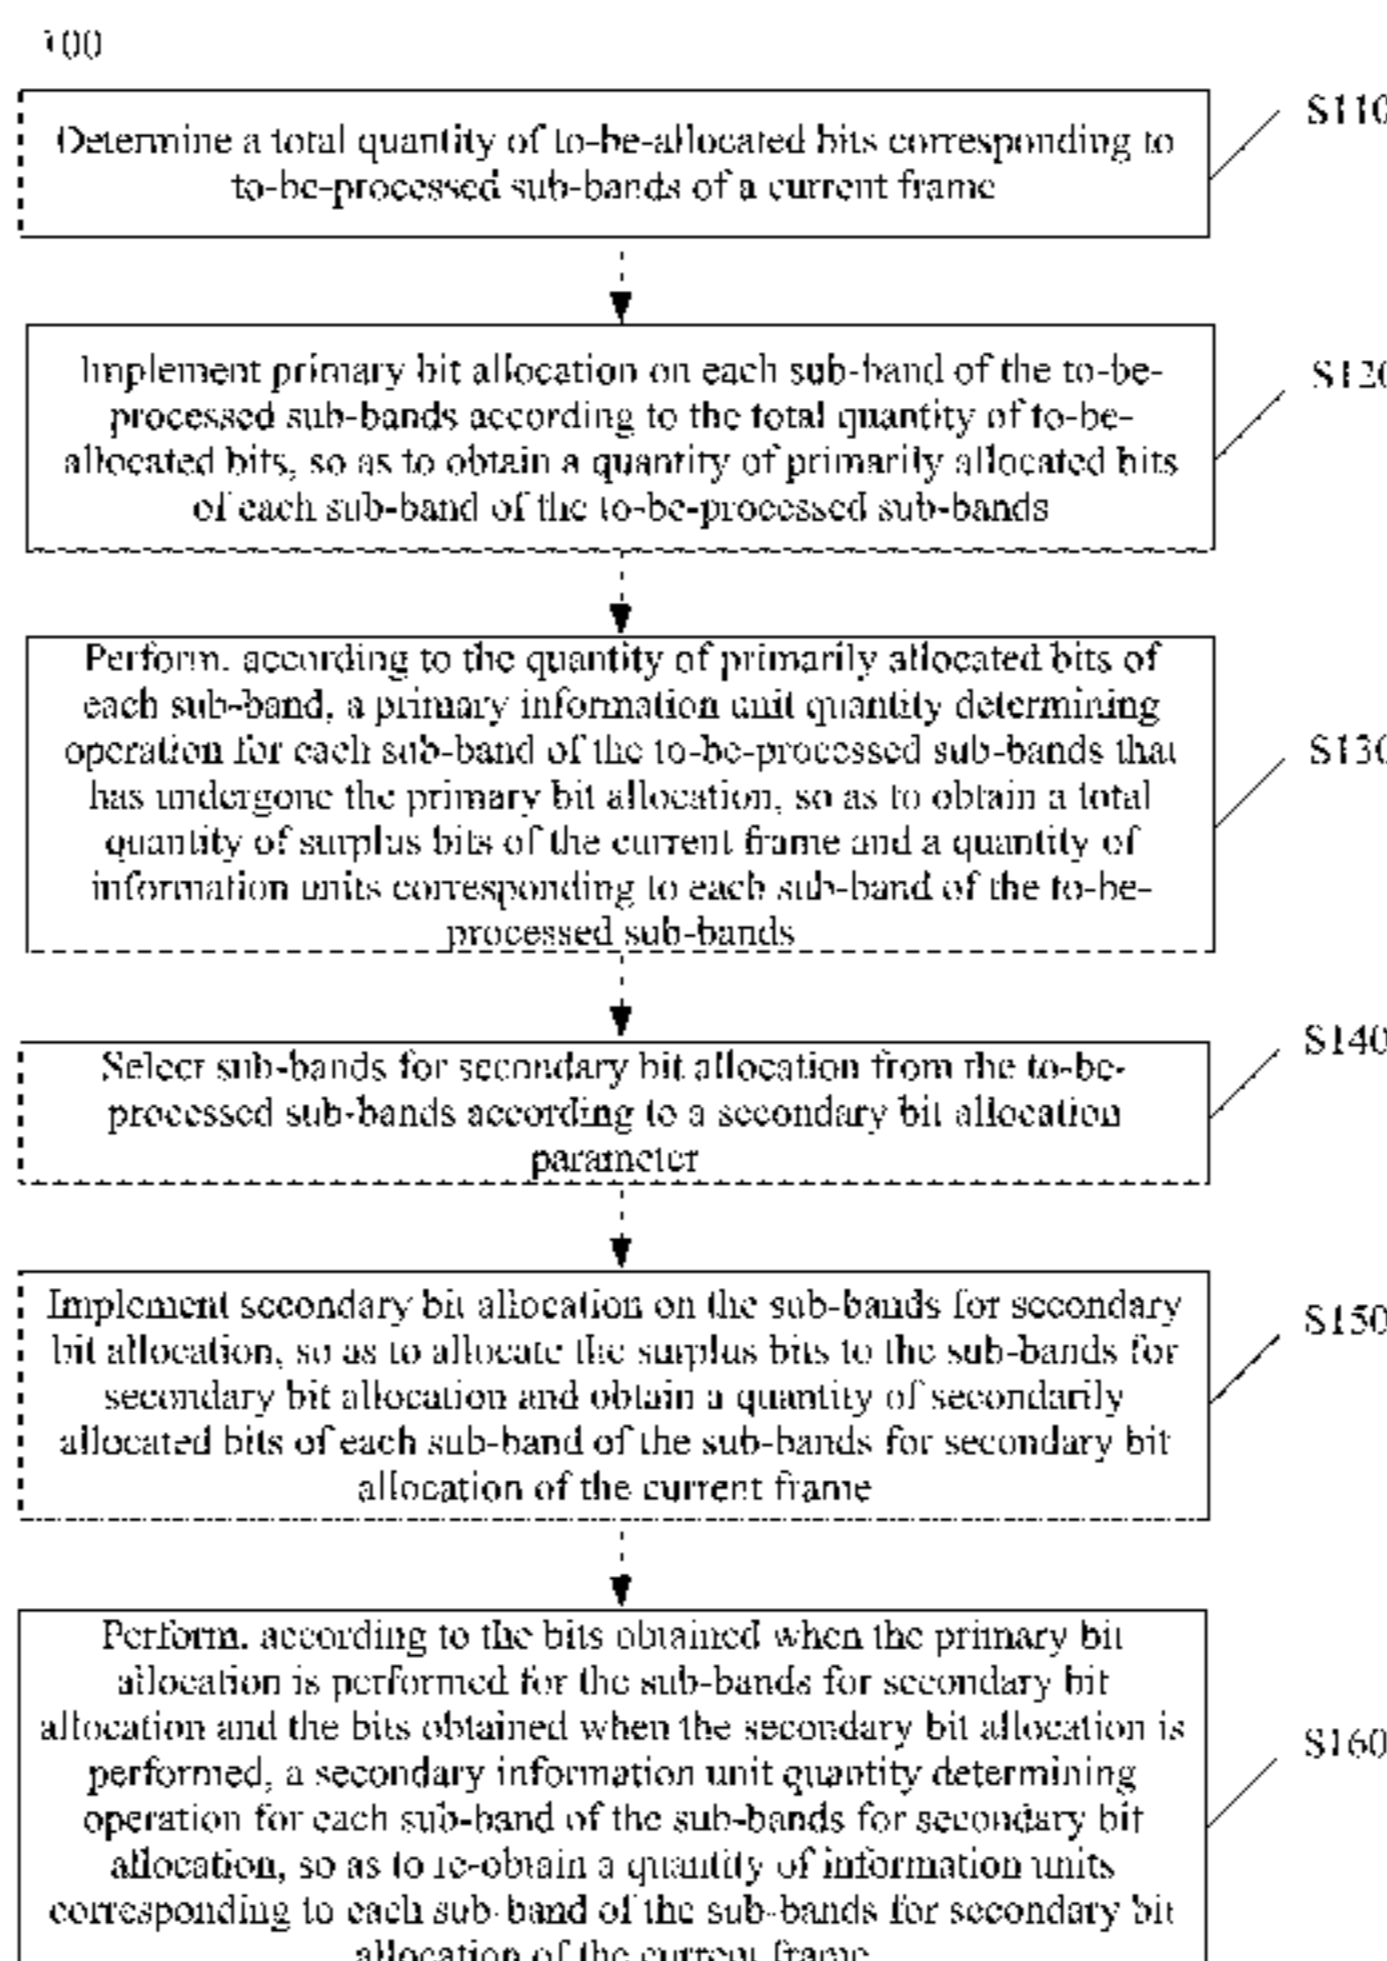 100
S110
Determine a total quantity of to-be-allocated bits corresponding to
to-be-processed sub-bands of a current frame
S120
Implement primary bit allocation on each sub-band of the to-be-
processed sub-bands according to the total quantity of to-be-
allocated bits, so as to obtain a quantity of primarily allocated bits
of each sub-band of the to-be-processed sub-bands
Perform, according to the quantity of primarily allocated bits of
each sub-band, a primary information unit quantity determining
operation for each sub-band of the to-be-processed sub-bands that
S130
has undergone the primary bit allocation, so as to obtain a total
quantity of surplus bits of the current frame and a quantity of
information units corresponding to each sub-band of the to-be-
processed sub-bands
S140
Select sub-bands for secondary bit allocation from the to-be-
processed sub-bands according to a secondary bit allocation
parameter
Implement secondary bit allocation on the sub-bands for secondary
S150
bit allocation, so as to allocate the surplus bits to the sub-bands for
secondary bit allocation and obtain a quantity of secondarily
allocated bits of each sub-band of the sub-bands for secondary bit
allocation of the current frame
Perform, according to the bits obtained when the primary bit
allocation is performed for the sub-bands for secondary bit
allocation and the bits obtained when the secondary bit allocation is
S160
performed, a secondary information unit quantity determining
operation for each sub-band of the sub-bands for secondary bit
allocation, so as to re-obtain a quantity of information units
corresponding to each sub-band of the sub-bands for secondary bit
allocation of the current frame